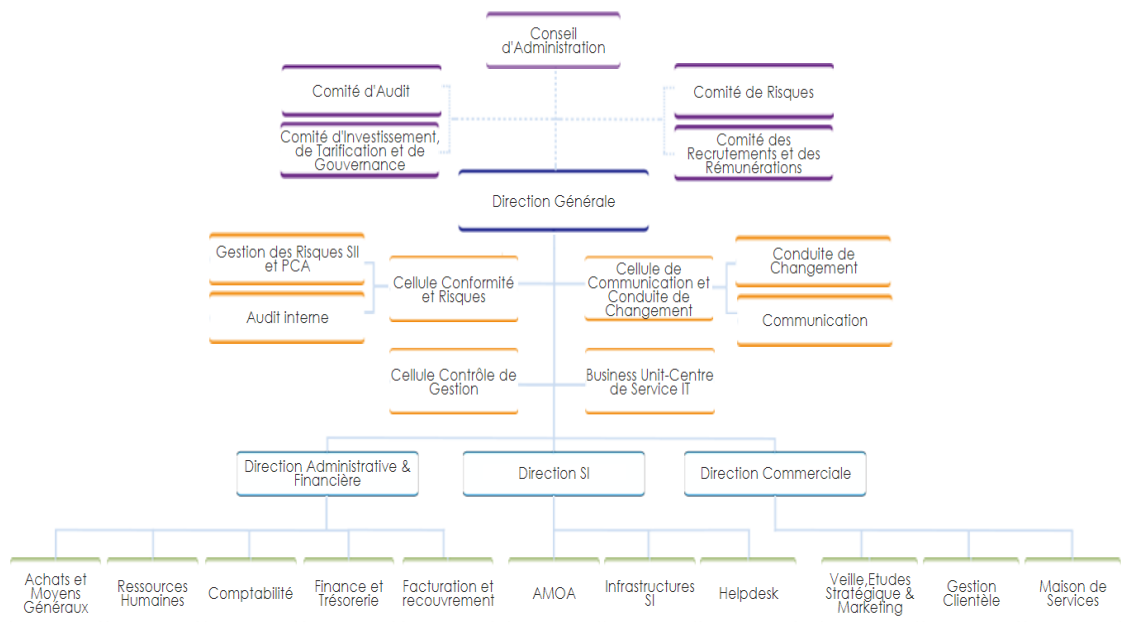 Conseil
d'Administration
Comité d'Audit
Comité de Risques
Comité d'Investissement,
de Tarification et de
Gouvernance
Comité des
Recrutements et des
Rémunérations
Direction Générale
Gestion des Risques SII
et PCA
Audit interne
Cellule Conformité
et Risques
Cellule de
Communication et
Conduite de
Changement
Conduite de
Changement
Communication
Cellule Contrôle de
Gestion
Business Unit-Centre
de Service IT
Direction Administrative &
Financière
Direction SI
Direction Commerciale
Achats et
Moyens
Généraux
Ressources
Humaines
Comptabilité
Finance et
Trésorerie
Facturation et
recouvrement
AMOA
Infrastructures
SI
Helpdesk
Veille,Etudes
Stratégique &
Marketing
Gestion
Clientèle
Maison de
Services